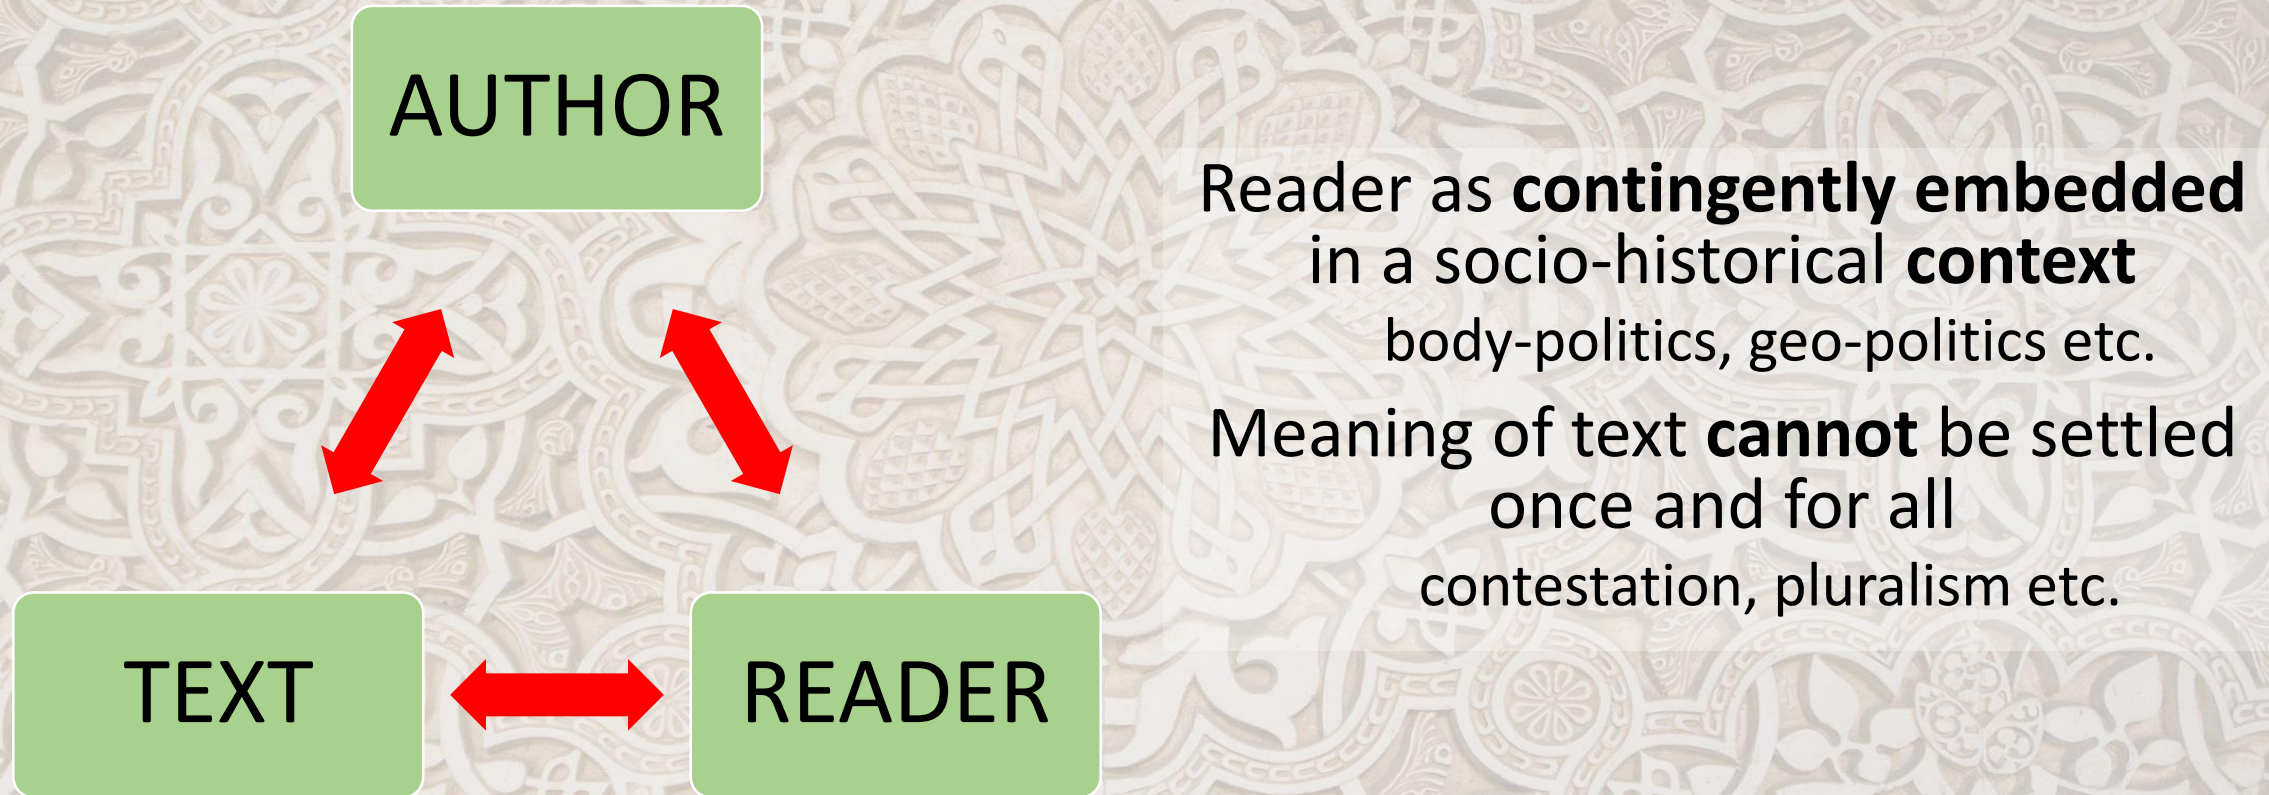 AUTHOR
TEXT
READER
Reader as contingently embedded
in a socio-historical context
body-politics, geo-politics etc.
Meaning of text cannot be settled
once and for all
contestation, pluralism etc.